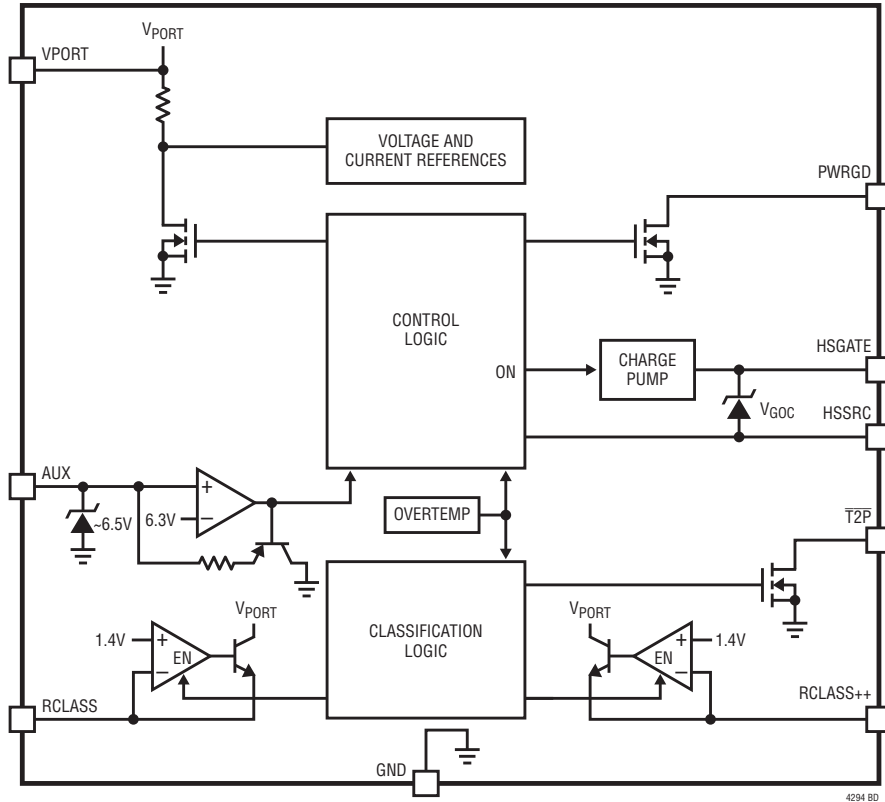 VPORT
VPORT
VOLTAGE AND
CURRENT REFERENCES
PWRGD
CONTROL
LOGIC
ON
CHARGE
PUMP
HSGATE
VGOC
HSSRC
AUX
+
−
~6.5V
6.3V
OVERTEMP
T2P
CLASSIFICATION
LOGIC
VPORT
1.4V
+
−
EN
RCLASS
VPORT
+
−
EN
1.4V
RCLASS++
GND
4294 BD